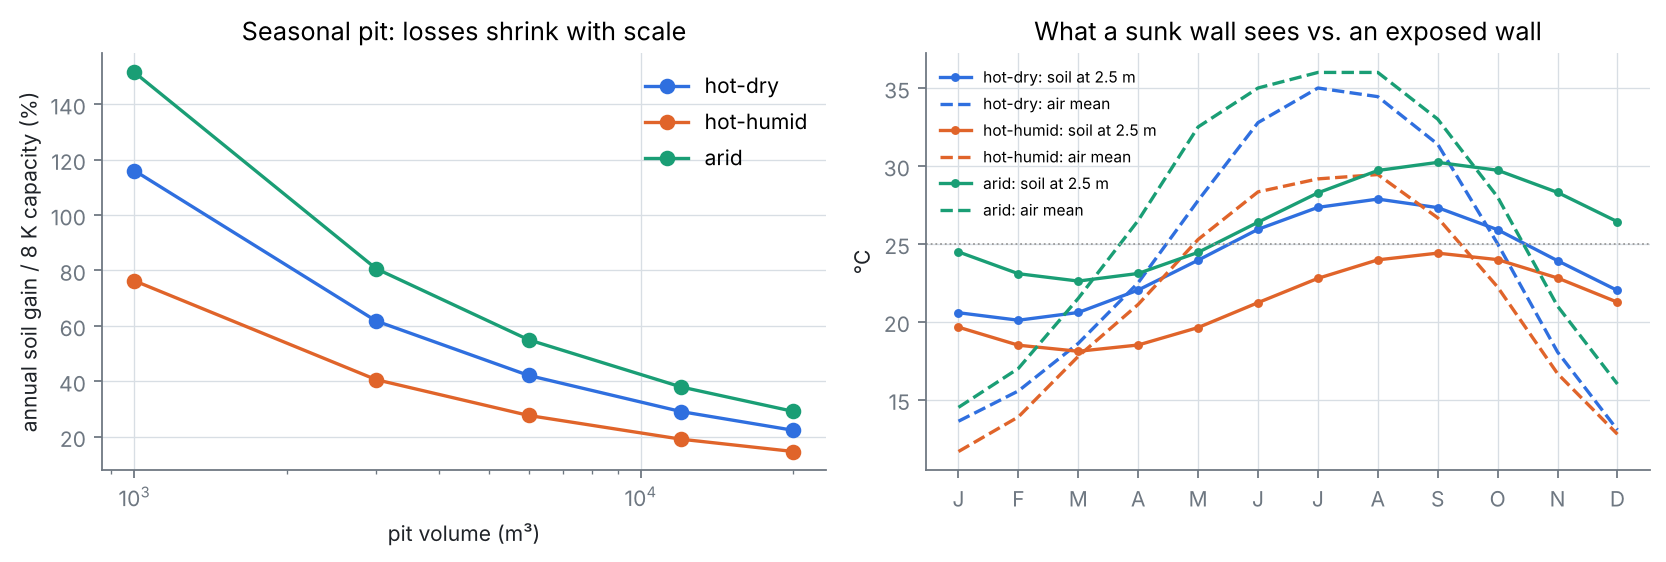 Seasonal pit: losses shrink with scale
annual soil gain / 8 K capacity (%)
140
120
100
80
60
40
20
hot-dry
hot-humid
arid
10³
10⁴
pit volume (m³)
What a sunk wall sees vs. an exposed wall
°C
35
30
25
20
15
hot-dry: soil at 2.5 m
hot-dry: air mean
hot-humid: soil at 2.5 m
hot-humid: air mean
arid: soil at 2.5 m
arid: air mean
J F M A M J J A S O N D